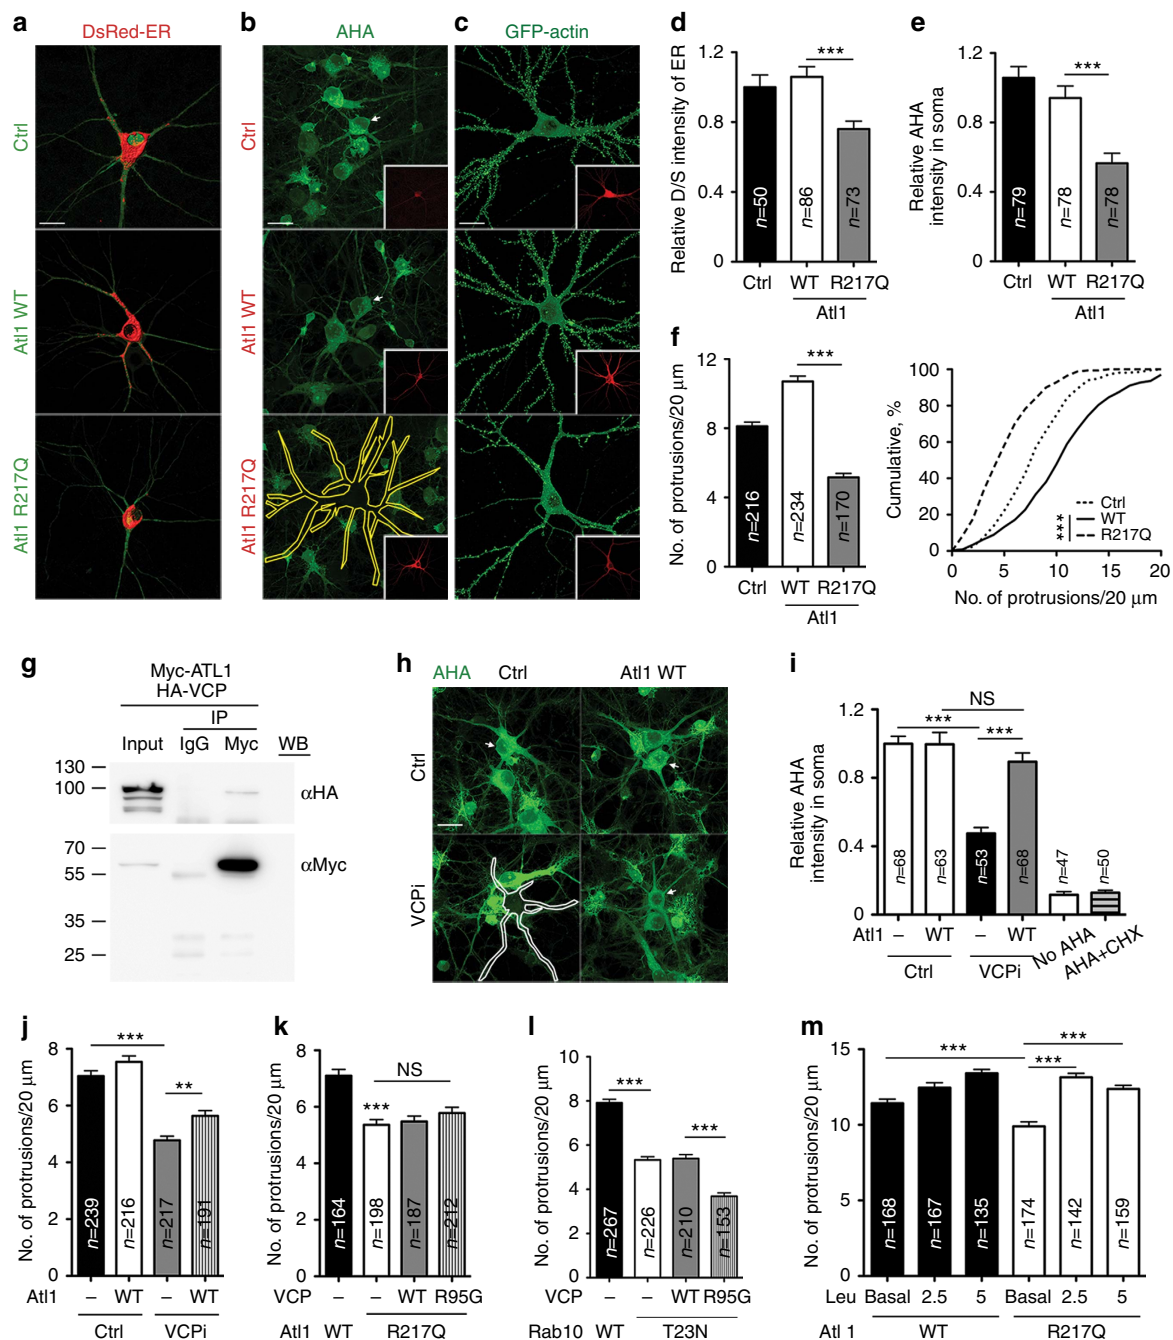 a
DsRed-ER
Ctrl
Atl1 WT
Atl1 R217Q
b
AHA
Ctrl
Atl1 WT
Atl1 R217Q
c
GFP-actin
d
Relative D/S intensity of ER
1.2
0.8
0.4
0
***
n=50
n=86
n=73
Ctrl WT R217Q
Atl1
e
Relative AHA
intensity in soma
1.2
0.8
0.4
0
***
n=79
n=78
n=78
Ctrl WT R217Q
Atl1
f
No. of protrusions/20 μm
12
8
4
0
***
n=216
n=234
n=170
Ctrl WT R217Q
Atl1
Cumulative, %
100
80
60
40
20
0
Ctrl
WT
R217Q
***
0 5 10 15 20
No. of protrusions/20 μm
g
Myc-ATL1
HA-VCP
IP
Input IgG Myc WB
130
100
αHA
70
55
αMyc
35
25
h
AHA Ctrl Atl1 WT
Ctrl
VCPi
i
Relative AHA
intensity in soma
1.2
0.8
0.4
0
NS
*** ***
n=68
n=63
n=53
n=68
n=47
n=50
Atl1 – WT – WT No AHA AHA+CHX
Ctrl VCPi
j
No. of protrusions/20 μm
8
6
4
2
0
***
**
n=239
n=216
n=217
n=191
Atl1 – WT – WT
Ctrl VCPi
k
No. of protrusions/20 μm
8
6
4
2
0
NS
***
n=164
n=198
n=187
n=212
VCP – – WT R95G
Atl1 WT R217Q
l
No. of protrusions/20 μm
10
8
6
4
2
0
***
***
n=267
n=226
n=210
n=153
VCP – – WT R95G
Rab10 WT T23N
m
No. of protrusions/20 μm
15
10
5
0
***
***
***
n=168
n=167
n=135
n=174
n=142
n=159
Leu Basal 2.5 5 Basal 2.5 5
Atl 1 WT R217Q